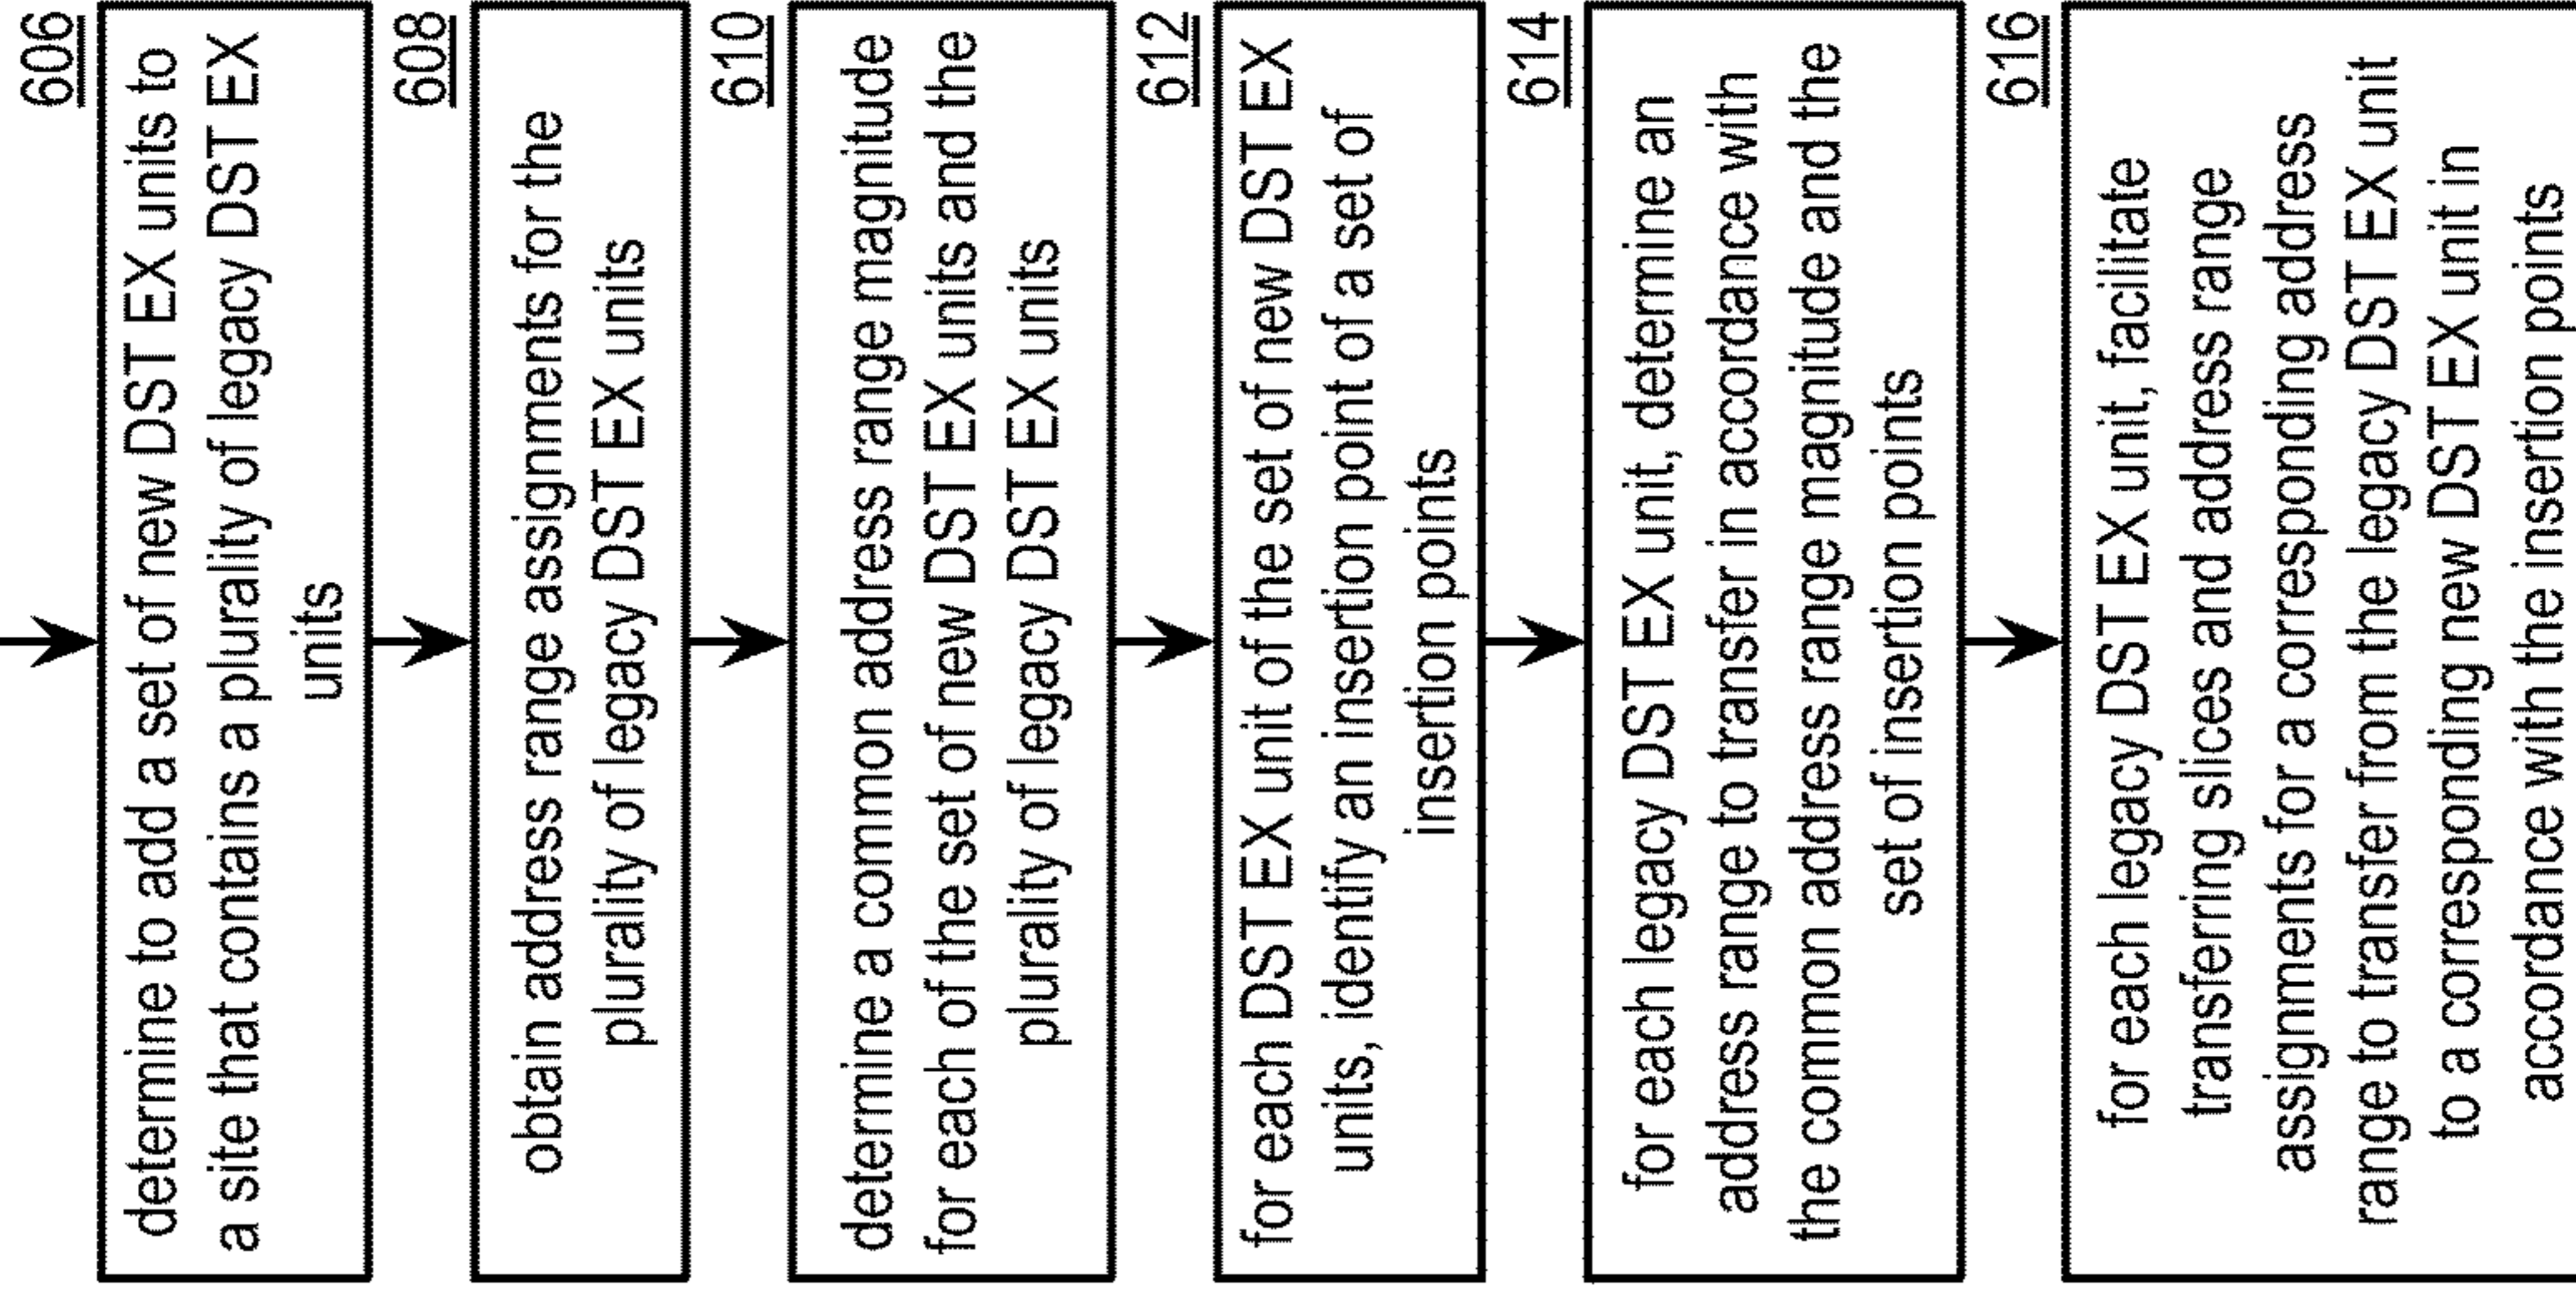 606
determine to add a set of new DST EX units to
a site that contains a plurality of legacy DST EX
units
608
obtain address range assignments for the
plurality of legacy DST EX units
610
determine a common address range magnitude
for each of the set of new DST EX units and the
plurality of legacy DST EX units
612
for each DST EX unit of the set of new DST EX
units, identify an insertion point of a set of
insertion points
614
for each legacy DST EX unit, determine an
address range to transfer in accordance with
the common address range magnitude and the
set of insertion points
616
for each legacy DST EX unit, facilitate
transferring slices and address range
assignments for a corresponding address
range to transfer from the legacy DST EX unit
to a corresponding new DST EX unit in
accordance with the insertion points